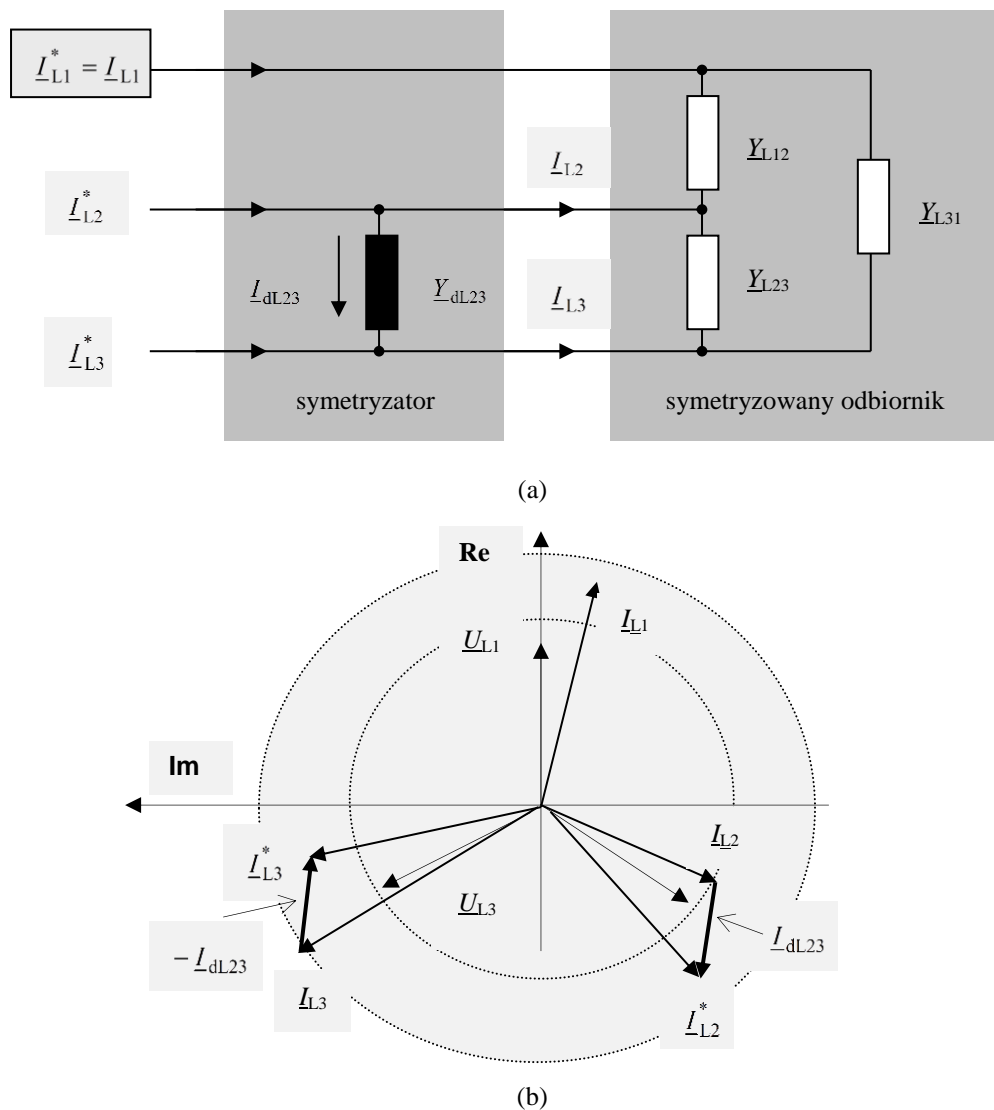 I*L1 = IL1
IL2
YL12
I*L2
YL31
IdL23
YdL23
YL23
IL3
I*L3
symetryzator
symetryzowany odbiornik
(a)
Re
IL1
UL1
Im
IL2
I*L3
UL3
IdL23
– IdL23
IL3
I*L2
(b)